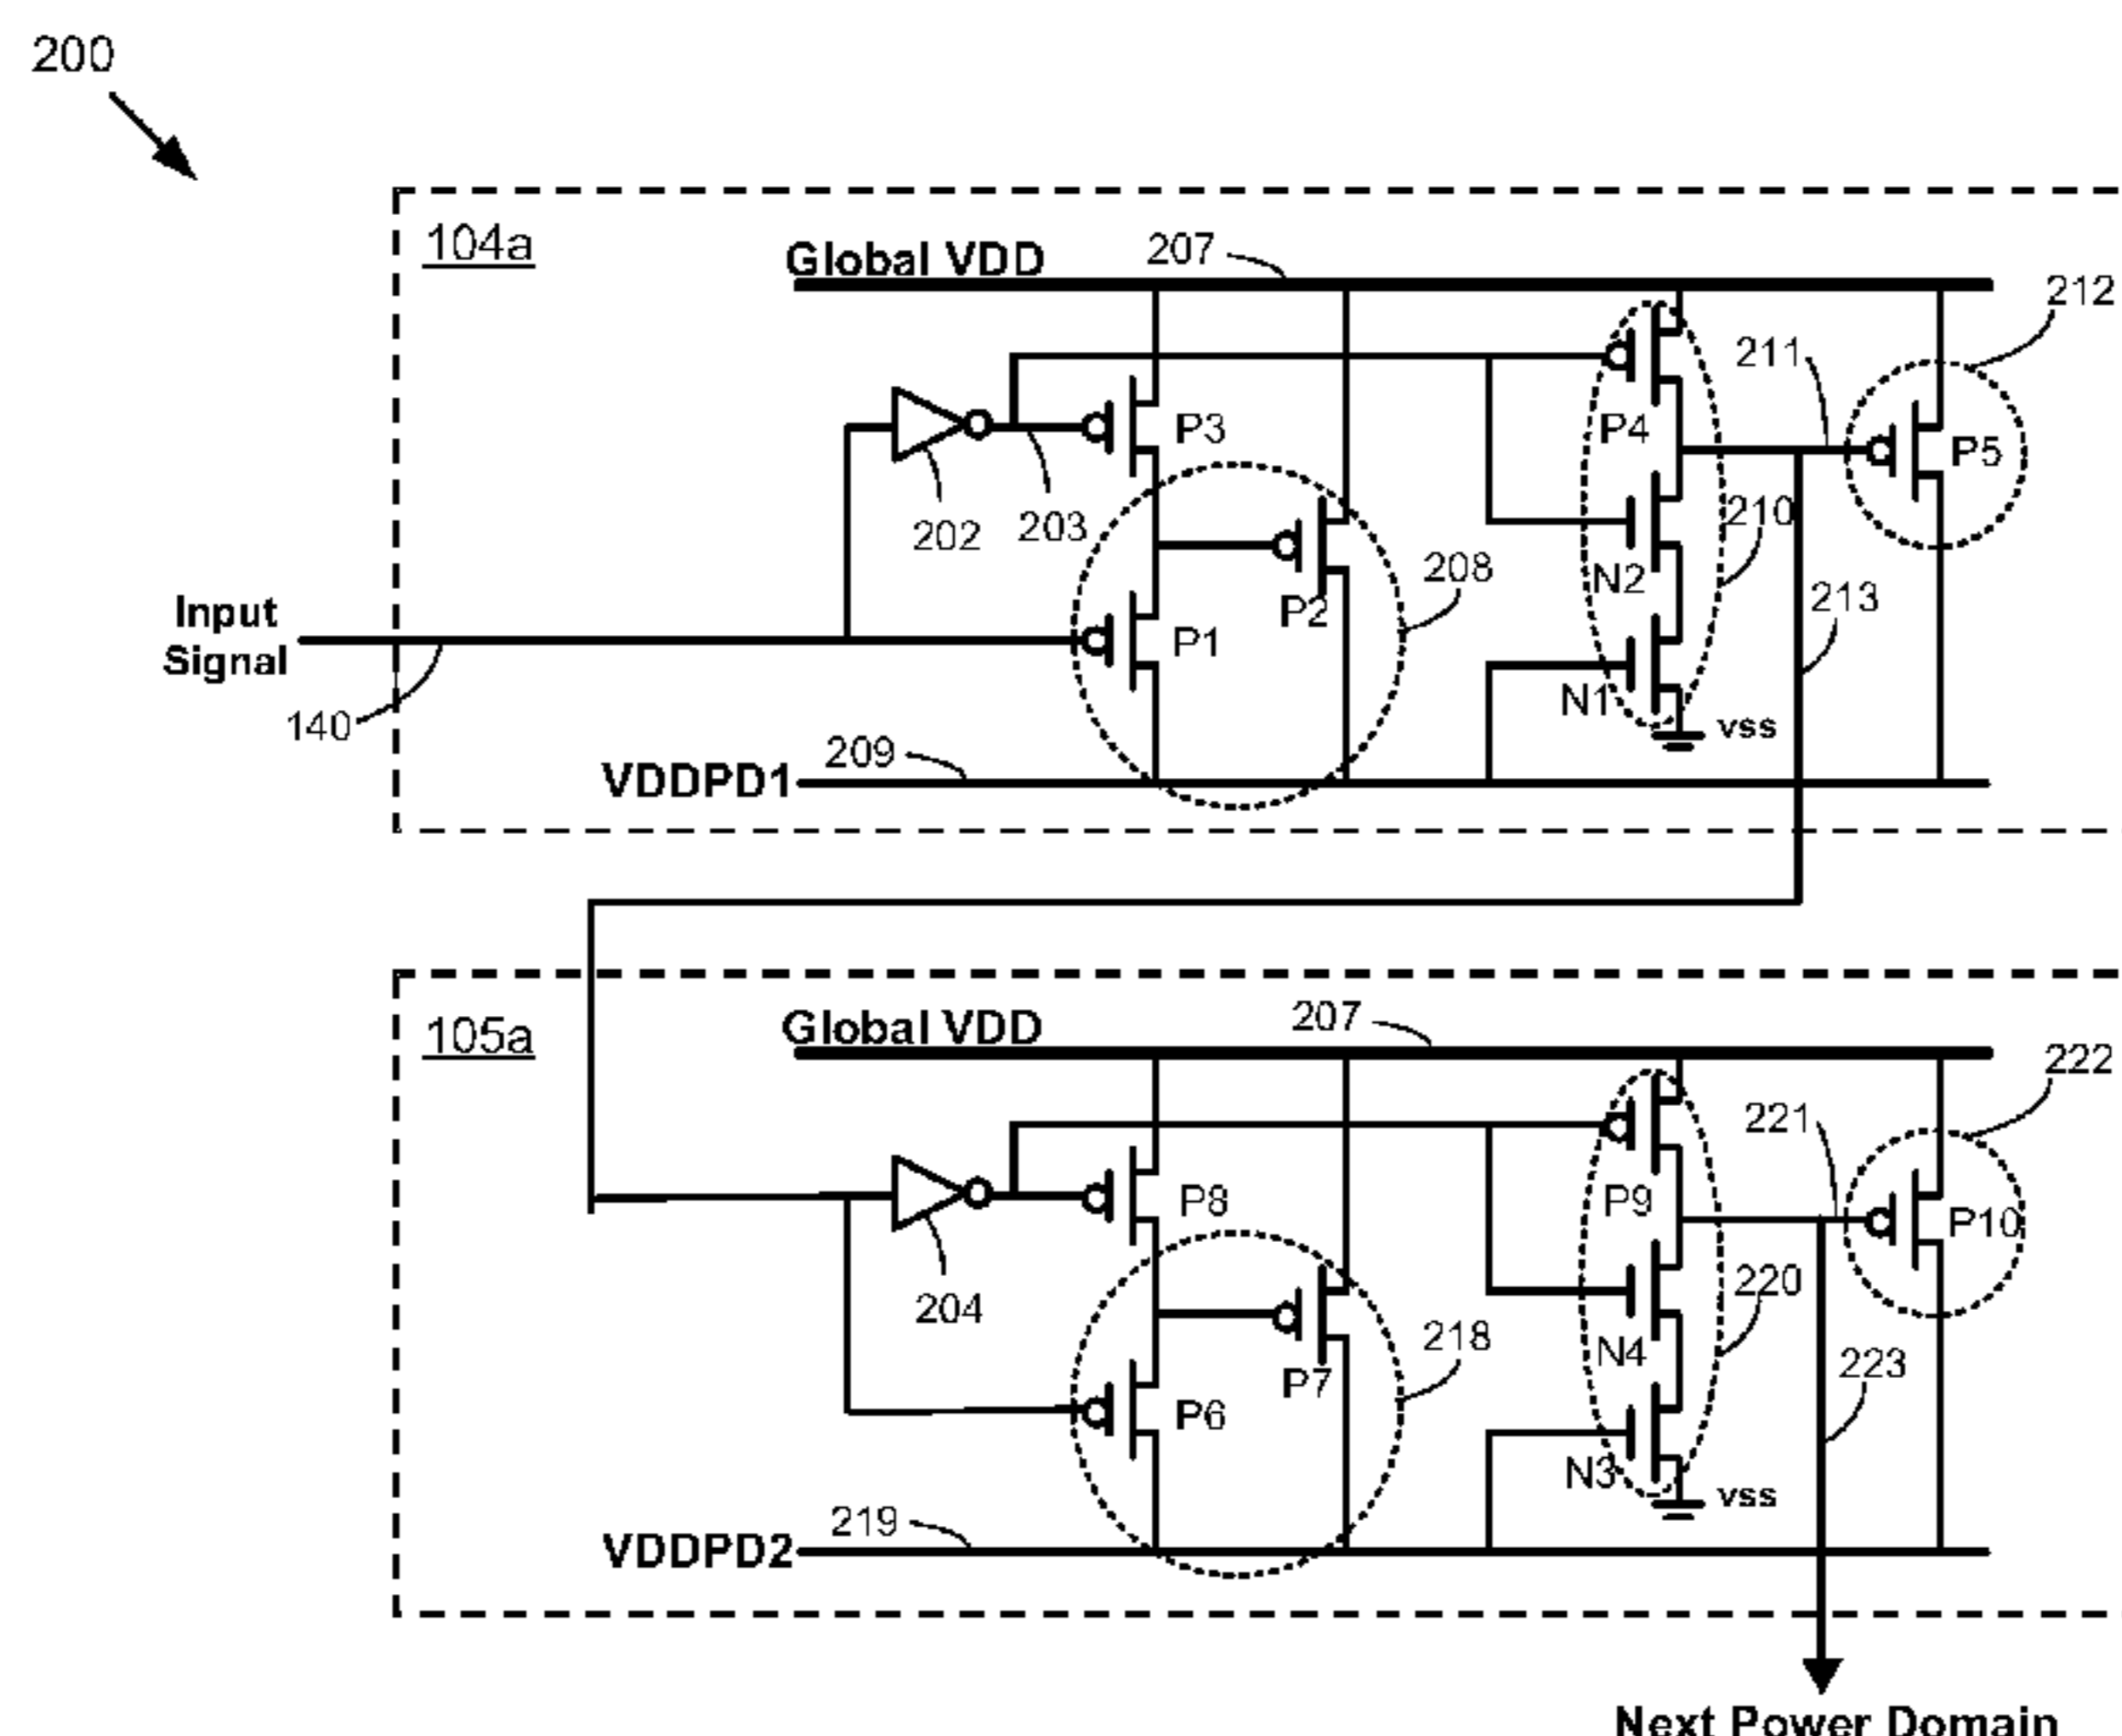 200
104a
Global VDD
207
212
211
P3
P4
P5
202
203
210
N2
208
P2
213
Input
Signal
P1
N1
140
vss
209
VDDPD1
105a
Global VDD
207
222
221
P8
P9
P10
204
220
218
N4
P7
223
P6
N3
vss
219
VDDPD2
Next Power Domain